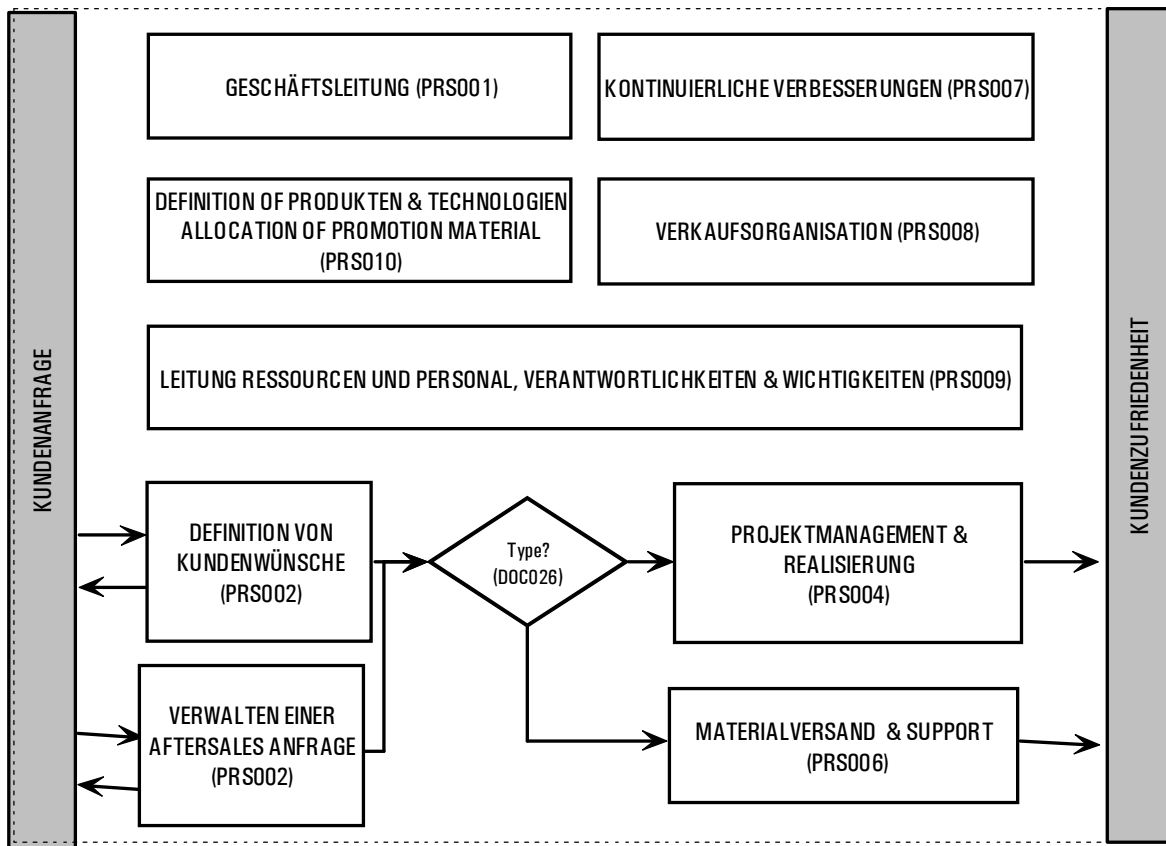 GESCHÄFTSLEITUNG (PRS001)
KONTINUIERLICHE VERBESSERUNGEN (PRS007)
DEFINITION OF PRODUKTEN & TECHNOLOGIEN
ALLOCATION OF PROMOTION MATERIAL
(PRS010)
VERKAUFSORGANISATION (PRS008)
LEITUNG RESSOURCEN UND PERSONAL, VERANTWORTLICHKEITEN & WICHTIGKEITEN (PRS009)
KUNDENANFRAGE
KUNDENZUFRIEDENHEIT
DEFINITION VON
KUNDENWÜNSCHE
(PRS002)
Type?
(DOC026)
PROJEKTMANAGEMENT &
REALISIERUNG
(PRS004)
VERWALTEN EINER
AFTERSALES ANFRAGE
(PRS002)
MATERIALVERSAND & SUPPORT
(PRS006)